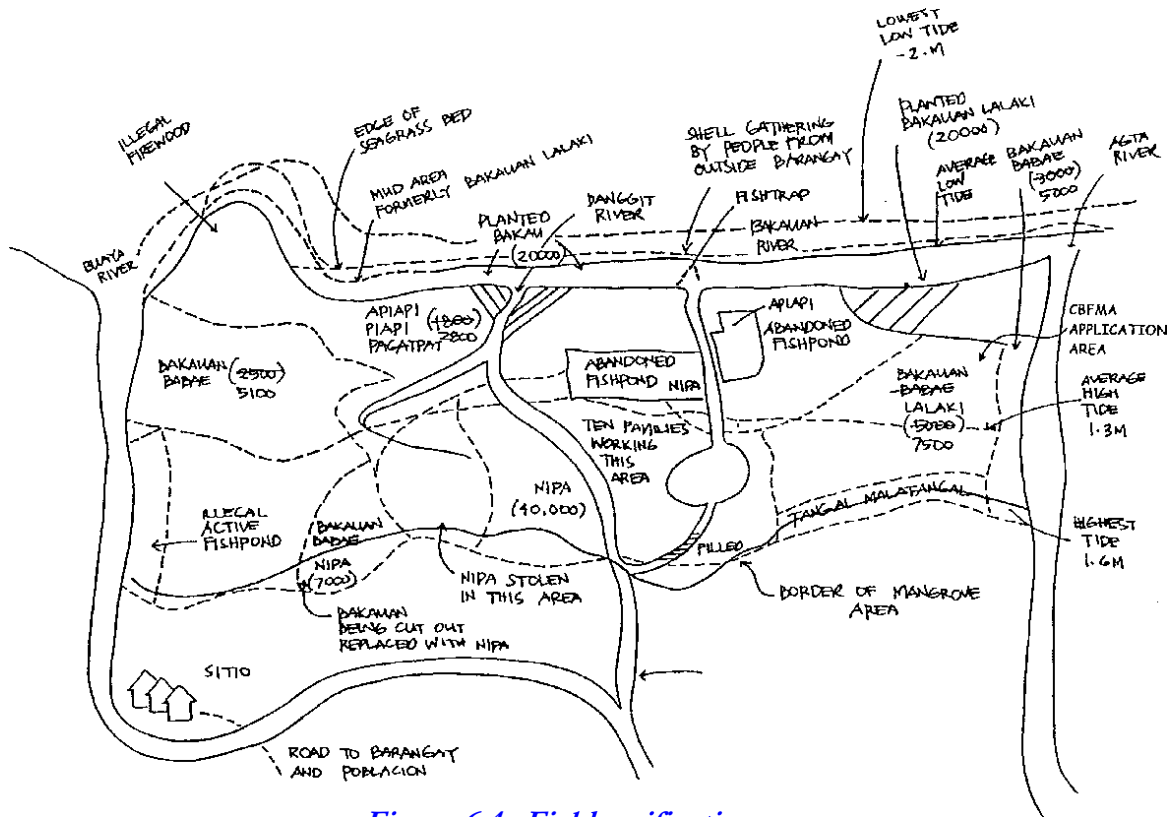 LOWEST
LOW TIDE
-2.M
ILLEGAL
FIREWOOD
EDGE OF
SEAGRASS BED
MUD AREA
FORMERLY BAKAUAN LALAKI
PLANTED
BAKAU
(20000)
DANGGIT
RIVER
SHELL GATHERING
BY PEOPLE FROM
OUTSIDE BARANGAY
FISHTRAP
BAKAUAN
RIVER
PLANTED
BAKAUAN LALAKI
(20000)
AVERAGE
LOW
TIDE
BAKAUAN
BABAE
(3000)
5000
AGTA
RIVER
BUAYA
RIVER
APIAPI
PIAPI
PAGATPAT
(4800)
2800
APIAPI
ABANDONED
FISHPOND
CBFMA
APPLICATION
AREA
BAKAUAN
BABAE
(2500)
5100
ABANDONED
FISHPOND
NIPA
BAKAUAN
BABAE
LALAKI
(5000)
7500
AVERAGE
HIGH
TIDE
1.3M
TEN FAMILIES
WORKING
THIS
AREA
ILLEGAL
ACTIVE
FISHPOND
BAKAUAN
BABAE
NIPA
(7000)
NIPA
(40,000)
TANGAL MALATANGAL
FILLED
HIGHEST
TIDE
1.6M
NIPA STOLEN
IN THIS AREA
BORDER OF MANGROVE
AREA
BAKAUAN
BEING CUT OUT
REPLACED WITH NIPA
SITIO
ROAD TO BARANGAY
AND POBLACION